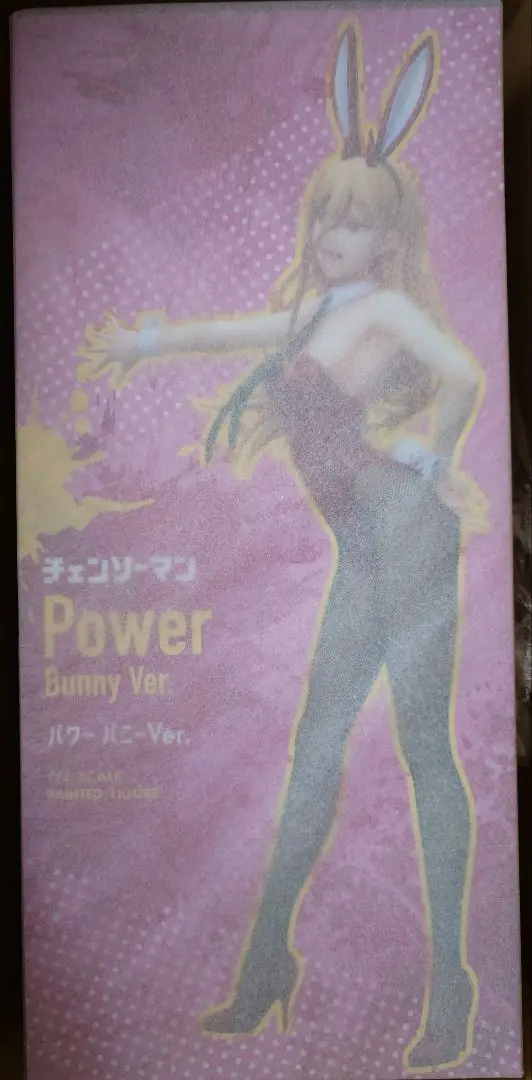 チェンソーマン
Power
Bunny Ver.
パワー バニーVer.
SCALE
PAINTED FIGURE